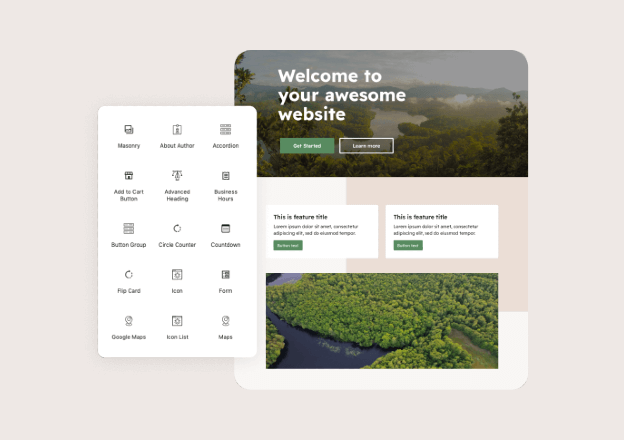 Welcome to
your awesome
website
Get Started
Learn more
Masonry
About Author
Accordion
Add to Cart
Button
Advanced
Heading
Business
Hours
Button Group
Circle Counter
Countdown
Flip Card
Icon
Form
Google Maps
Icon List
Maps
This is feature title
Lorem ipsum dolor sit amet, consectetur
adipiscing elit, sed do eiusmod tempor.
Button text
This is feature title
Lorem ipsum dolor sit amet, consectetur
adipiscing elit, sed do eiusmod tempor.
Button text